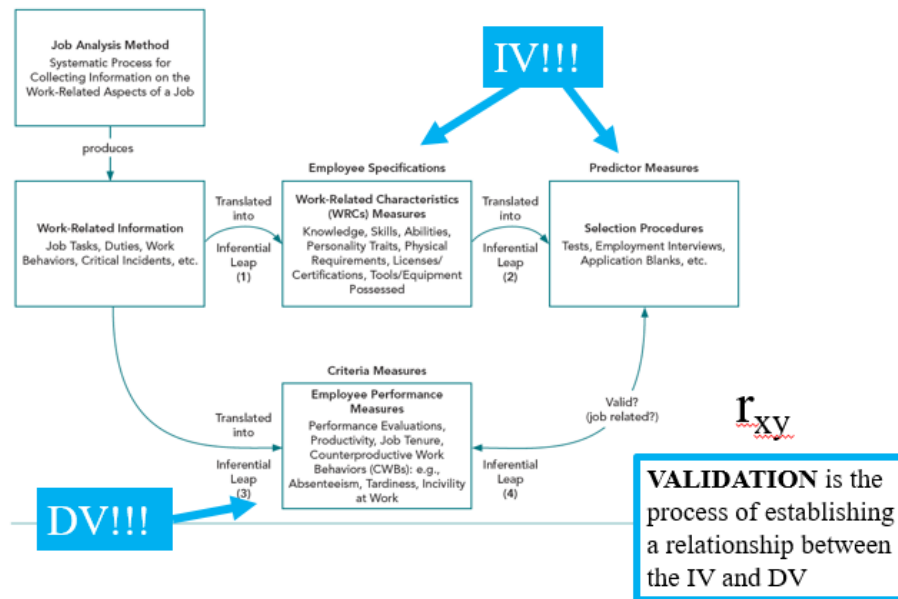 Job Analysis Method
Systematic Process for
Collecting Information on the
Work-Related Aspects of a Job
IV!!!
produces
Employee Specifications
Predictor Measures
Work-Related Information
Job Tasks, Duties, Work
Behaviors, Critical Incidents, etc.
Translated
into
Inferential
Leap
(1)
Work-Related Characteristics
(WRCs) Measures
Knowledge, Skills, Abilities,
Personality Traits, Physical
Requirements, Licenses/
Certifications, Tools/Equipment
Possessed
Translated
into
Inferential
Leap
(2)
Selection Procedures
Tests, Employment Interviews,
Application Blanks, etc.
Criteria Measures
Translated
into
Inferential
Leap
(3)
Employee Performance
Measures
Performance Evaluations,
Productivity, Job Tenure,
Counterproductive Work
Behaviors (CWBs): e.g.,
Absenteeism, Tardiness, Incivility
at Work
Valid?
(job related?)
Inferential
Leap
(4)
rxy
DV!!!
VALIDATION is the
process of establishing
a relationship between
the IV and DV